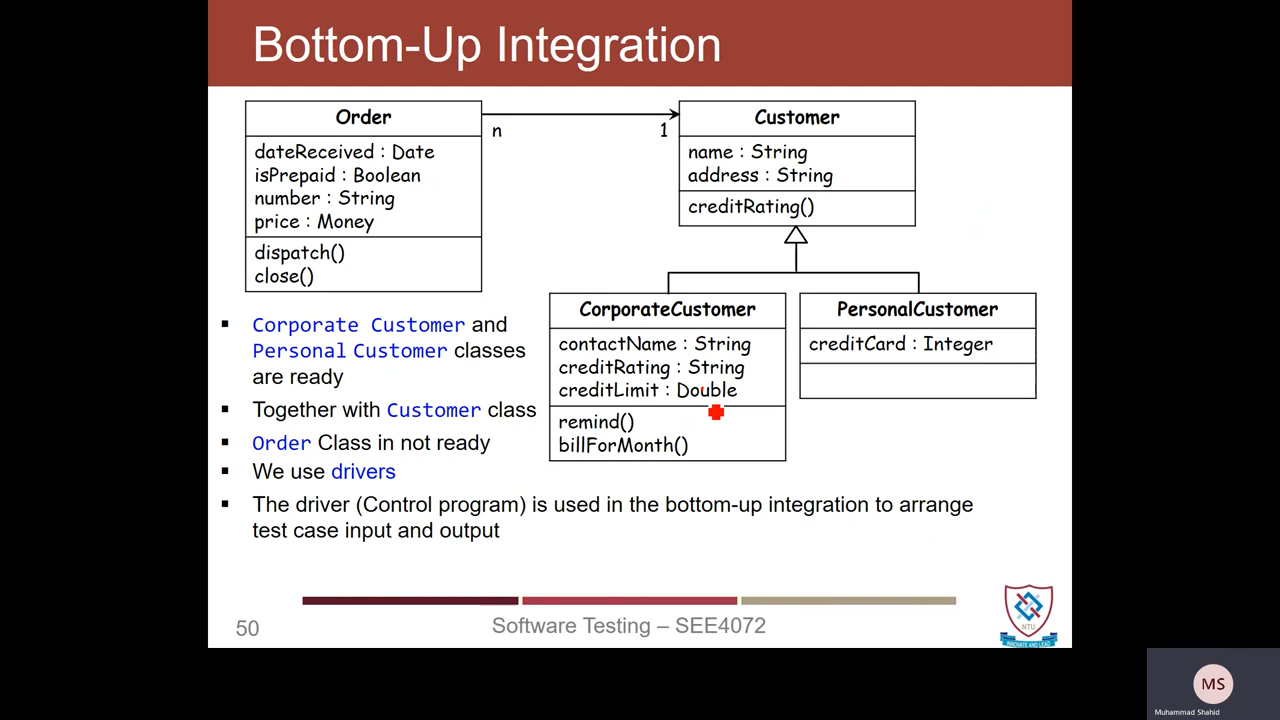 Bottom-Up Integration
Order
dateReceived : Date
isPrepaid : Boolean
number : String
price : Money
dispatch()
close()
n
1
Customer
name : String
address : String
creditRating()
CorporateCustomer
contactName : String
creditRating : String
creditLimit : Double
remind()
billForMonth()
PersonalCustomer
creditCard : Integer
▪ Corporate Customer and
Personal Customer classes
are ready
▪ Together with Customer class
▪ Order Class in not ready
▪ We use drivers
▪ The driver (Control program) is used in the bottom-up integration to arrange
test case input and output
50
Software Testing – SEE4072
NTU
INNOVATE AND LEAD
MS
Muhammad Shahid